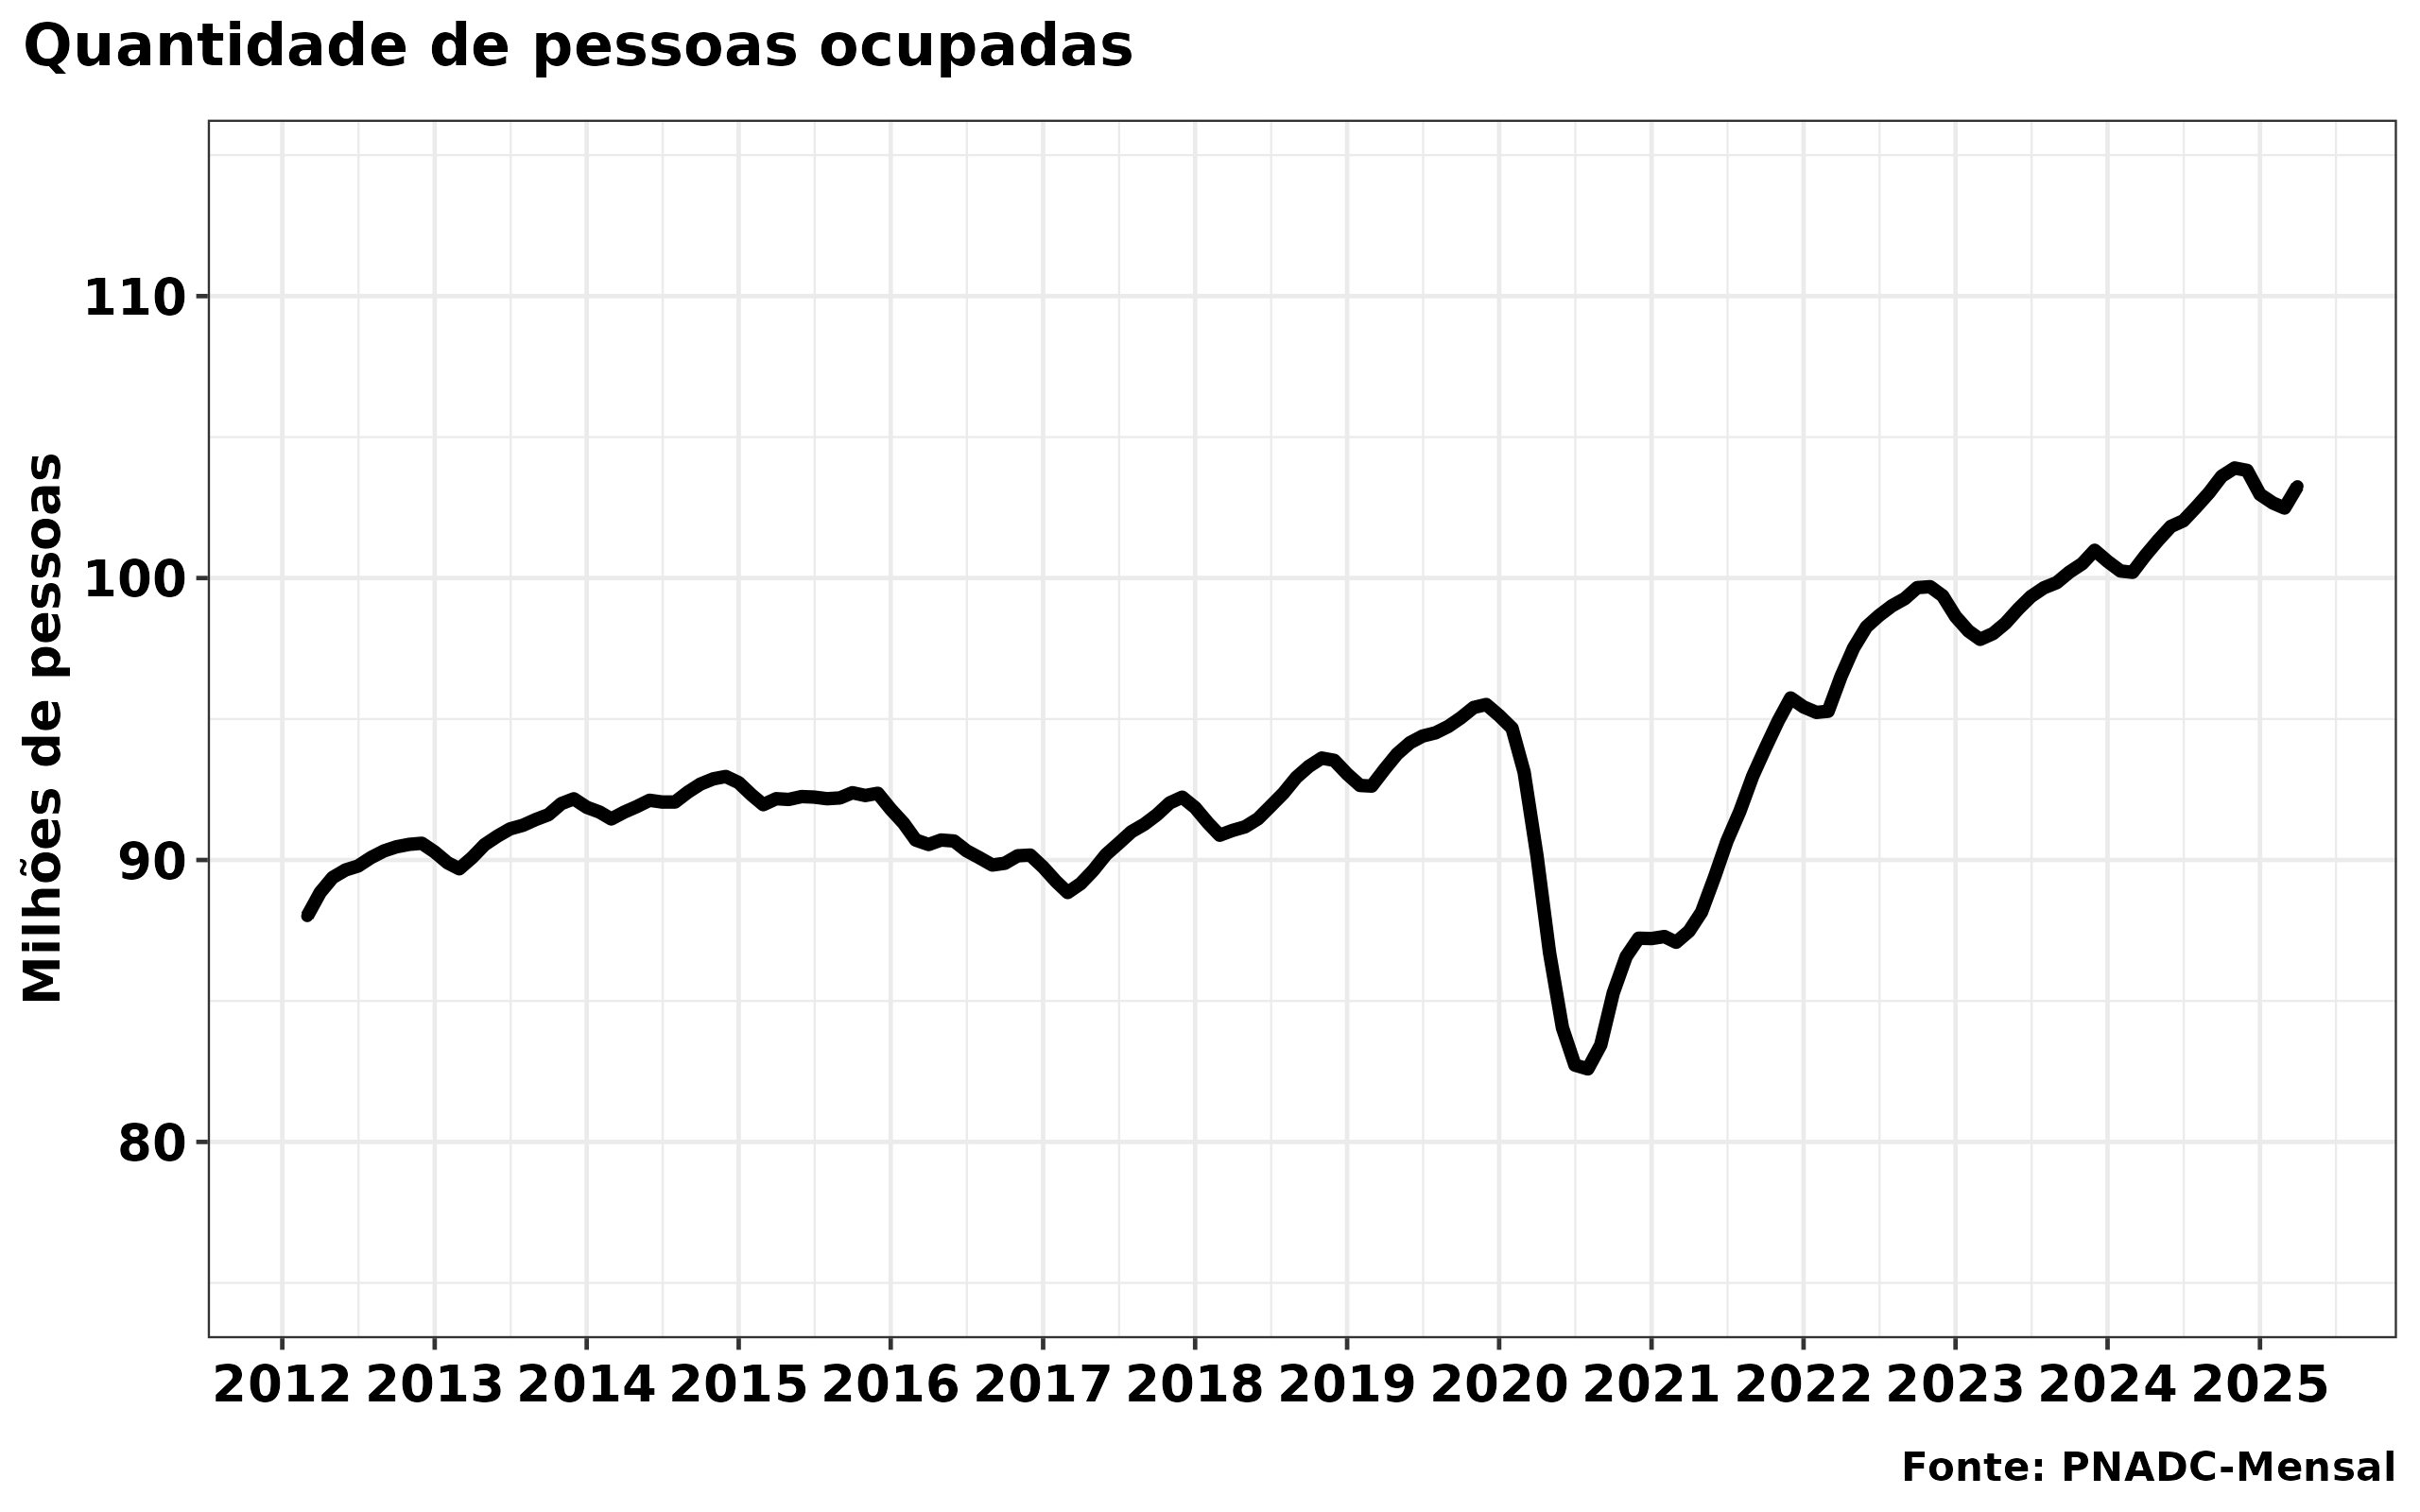 Quantidade de pessoas ocupadas
Milhões de pessoas
110
100
90
80
2012 2013 2014 2015 2016 2017 2018 2019 2020 2021 2022 2023 2024 2025
Fonte: PNADC-Mensal